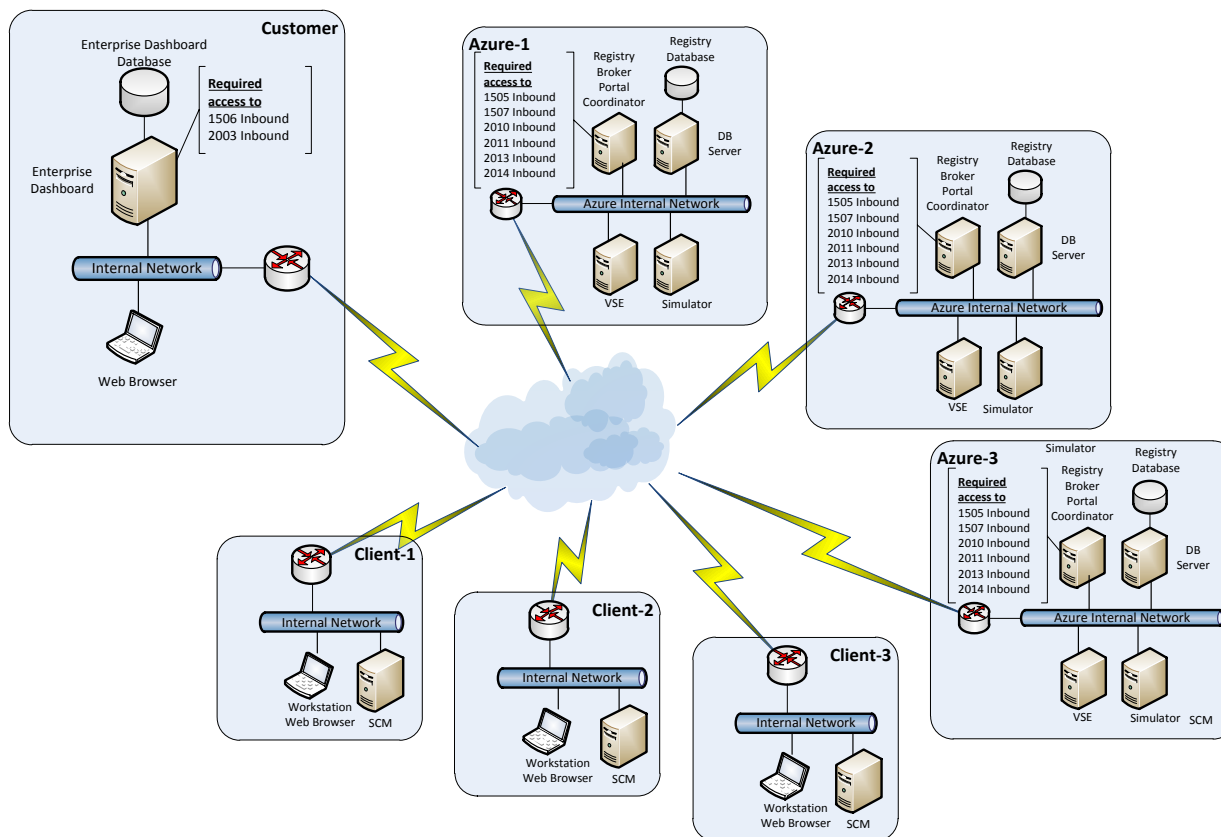 Customer
Enterprise Dashboard
Database
Required
access to
1506 Inbound
2003 Inbound
Enterprise
Dashboard
Internal Network
Web Browser
Azure-1
Required
access to
1505 Inbound
1507 Inbound
2010 Inbound
2011 Inbound
2013 Inbound
2014 Inbound
Registry
Broker
Portal
Coordinator
Registry
Database
DB
Server
Azure Internal Network
VSE
Simulator
Azure-2
Required
access to
1505 Inbound
1507 Inbound
2010 Inbound
2011 Inbound
2013 Inbound
2014 Inbound
Registry
Broker
Portal
Coordinator
Registry
Database
DB
Server
Azure Internal Network
VSE
Simulator
Azure-3
Required
access to
1505 Inbound
1507 Inbound
2010 Inbound
2011 Inbound
2013 Inbound
2014 Inbound
Simulator
Registry
Broker
Portal
Coordinator
Registry
Database
DB
Server
Azure Internal Network
VSE
Simulator
SCM
Client-1
Internal Network
Workstation
Web Browser
SCM
Client-2
Internal Network
Workstation
Web Browser
SCM
Client-3
Internal Network
Workstation
Web Browser
SCM